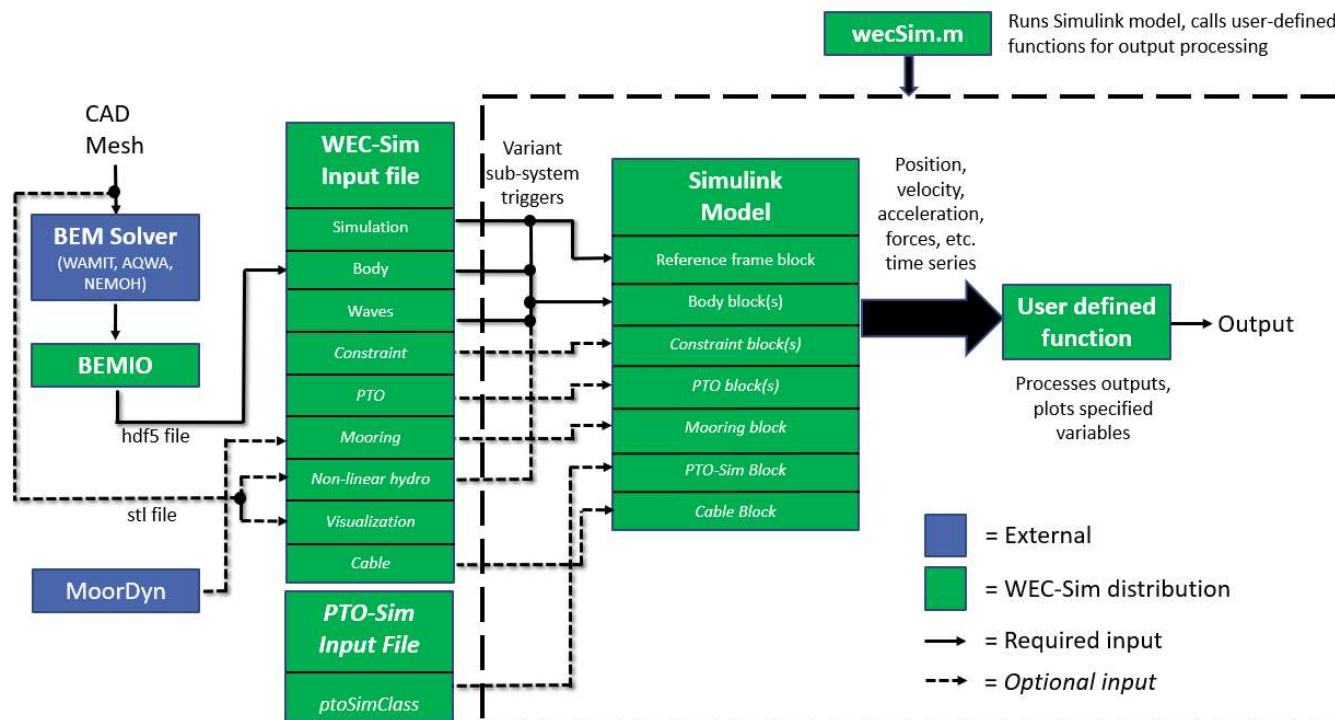 wecSim.m
Runs Simulink model, calls user-defined
functions for output processing
CAD
Mesh
BEM Solver
(WAMIT, AQWA,
NEMOH)
BEMIO
hdf5 file
stl file
MoorDyn
WEC-Sim
Input file
Simulation
Body
Waves
Constraint
PTO
Mooring
Non-linear hydro
Visualization
Cable
PTO-Sim
Input File
ptoSimClass
Variant
sub-system
triggers
Simulink
Model
Reference frame block
Body block(s)
Constraint block(s)
PTO block(s)
Mooring block
PTO-Sim Block
Cable Block
Position,
velocity,
acceleration,
forces, etc.
time series
User defined
function
Output
Processes outputs,
plots specified
variables
= External
= WEC-Sim distribution
= Required input
= Optional input